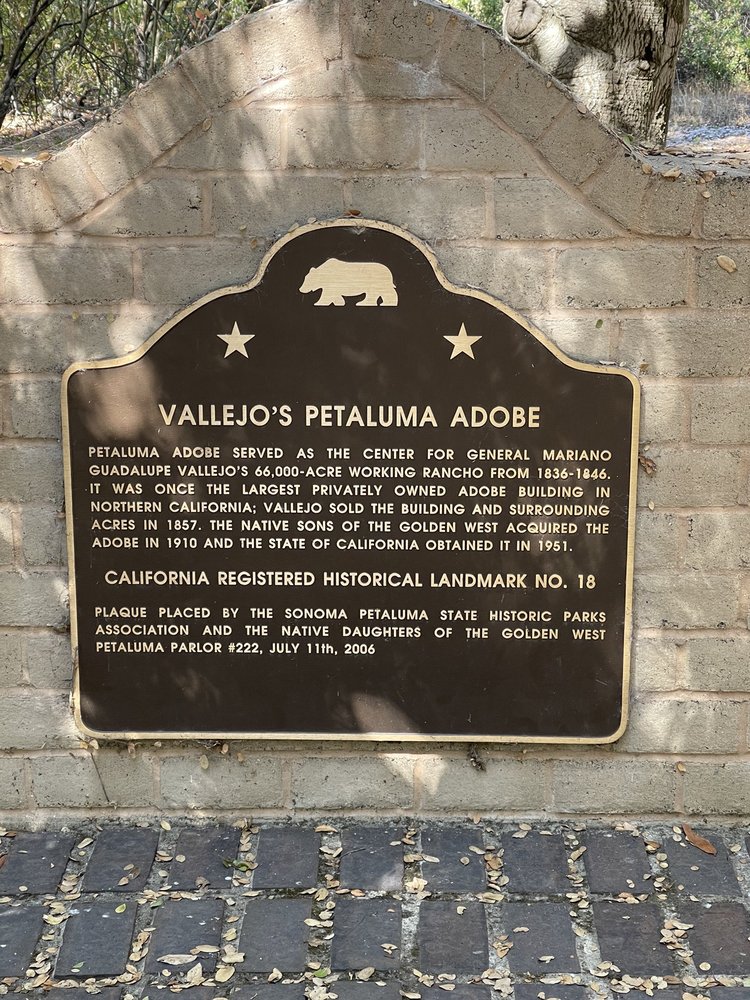 VALLEJO'S PETALUMA ADOBE
PETALUMA ADOBE SERVED AS THE CENTER FOR GENERAL MARIANO
GUADALUPE VALLEJO'S 66,000-ACRE WORKING RANCHO FROM 1836-1846.
IT WAS ONCE THE LARGEST PRIVATELY OWNED ADOBE BUILDING IN
NORTHERN CALIFORNIA; VALLEJO SOLD THE BUILDING AND SURROUNDING
ACRES IN 1857. THE NATIVE SONS OF THE GOLDEN WEST ACQUIRED THE
ADOBE IN 1910 AND THE STATE OF CALIFORNIA OBTAINED IT IN 1951.
CALIFORNIA REGISTERED HISTORICAL LANDMARK NO. 18
PLAQUE PLACED BY THE SONOMA PETALUMA STATE HISTORIC PARKS
ASSOCIATION AND THE NATIVE DAUGHTERS OF THE GOLDEN WEST
PETALUMA PARLOR #222, JULY 11th, 2006